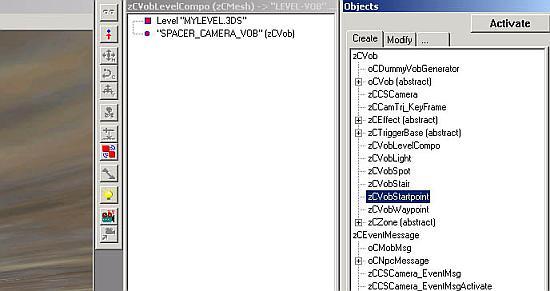 zCVobLevelCompo (zCMesh) -> "LEVEL-VOB" ...
Level "MYLEVEL.3DS"
"SPACER_CAMERA_VOB" (zCVob)
Objects
Activate
Create
Modify
...
zCVob
oCDummyVobGenerator
oCVob (abstract)
zCCSCamera
zCCamTrj_KeyFrame
zCEffect (abstract)
zCTriggerBase (abstract)
zCVobLevelCompo
zCVobLight
zCVobSpot
zCVobStair
zCVobStartpoint
zCVobWaypoint
zCZone (abstract)
zCEventMessage
oCMobMsg
oCNpcMessage
zCCSCamera_EventMsg
zCCSCamera_EventMsgActivate